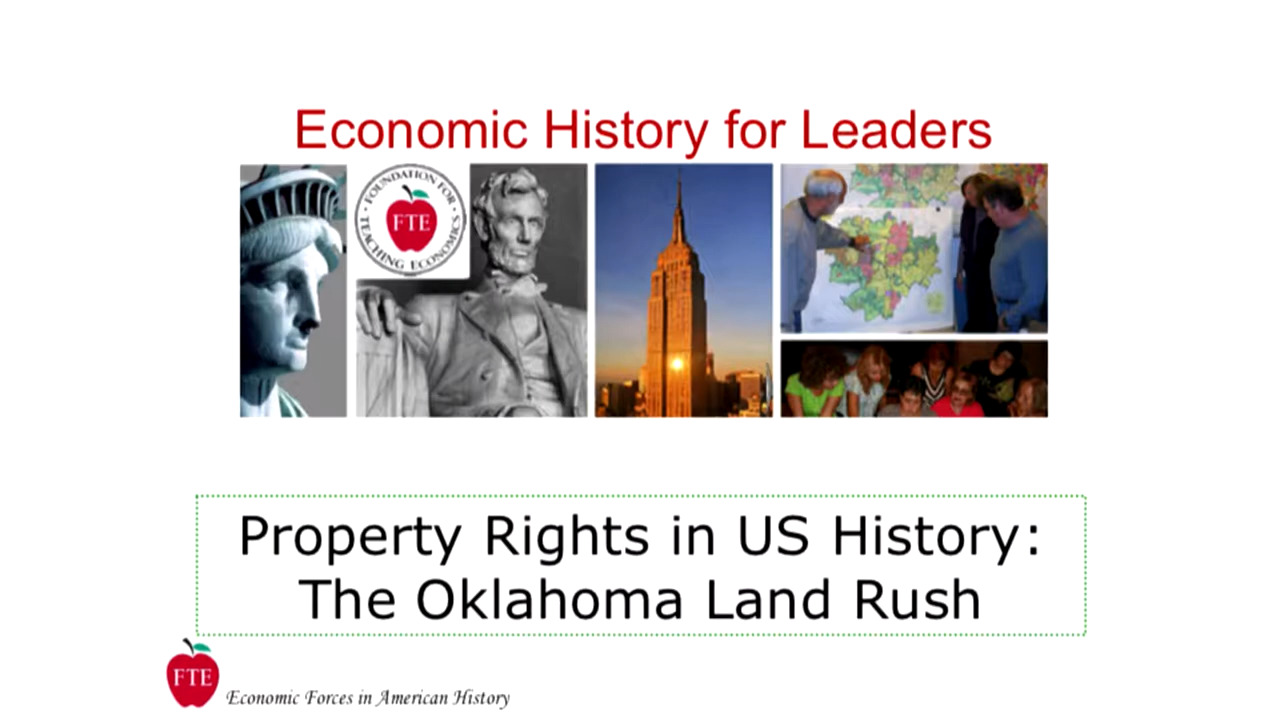 Economic History for Leaders
FOUNDATION FOR
FTE
TEACHING ECONOMICS
Property Rights in US History:
The Oklahoma Land Rush
FTE
Economic Forces in American History